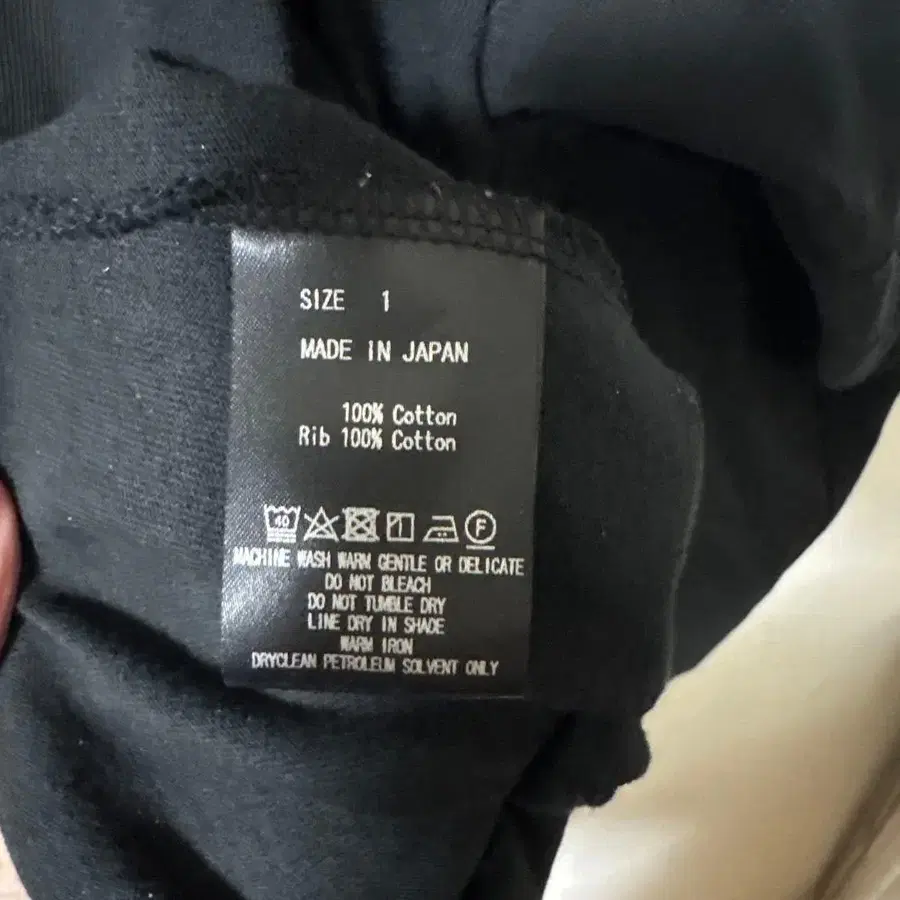 SIZE 1
MADE IN JAPAN
100% Cotton
Rib 100% Cotton
40 F
MACHINE WASH WARM GENTLE OR DELICATE
DO NOT BLEACH
DO NOT TUMBLE DRY
LINE DRY IN SHADE
WARM IRON
DRYCLEAN PETROLEUM SOLVENT ONLY